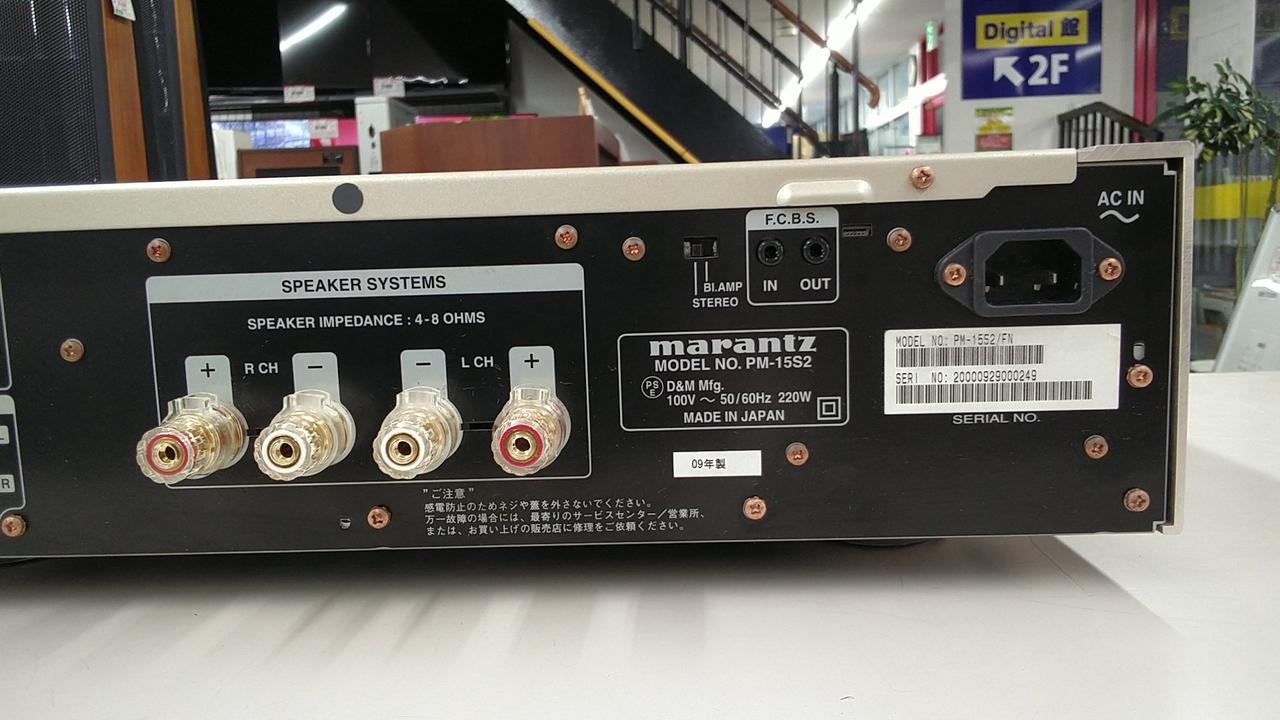 Digital 館
2F
AC IN
F.C.B.S.
IN OUT
BI.AMP
STEREO
SPEAKER SYSTEMS
SPEAKER IMPEDANCE : 4-8 OHMS
+ R CH − − L CH +
marantz
MODEL NO. PM-15S2
PS E
D&M Mfg.
100V ～ 50/60Hz 220W
MADE IN JAPAN
MODEL NO: PM-15S2/FN
SERI NO: 20000929000249
SERIAL NO.
09年製
R
"ご注意"
感電防止のためネジや蓋を外さないでください。
万一故障の場合には、最寄りのサービスセンター／営業所、
または、お買い上げの販売店に修理をご依頼ください。